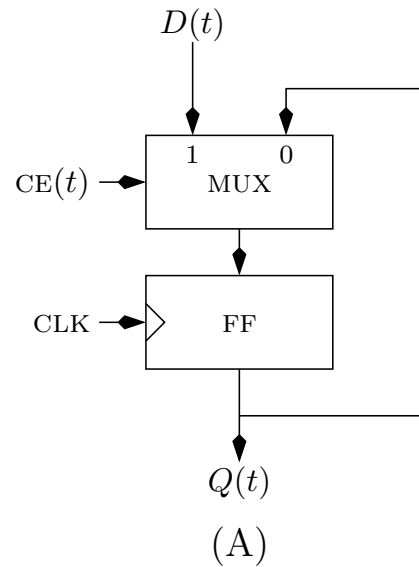 D(t)
1 0
CE(t) MUX
CLK FF
Q(t)
(A)